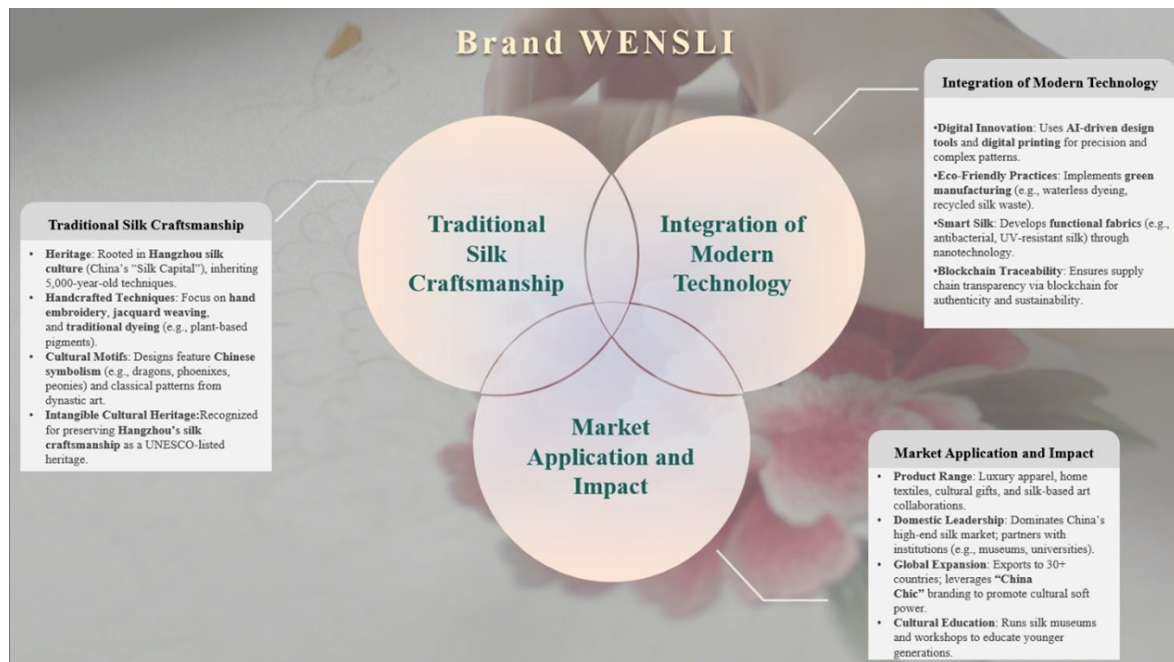 Brand WENSLI
Traditional
Silk
Craftsmanship
Integration of
Modern
Technology
Market
Application and
Impact
Traditional Silk Craftsmanship
• Heritage: Rooted in Hangzhou silk
culture (China's “Silk Capital”), inheriting
5,000-year-old techniques.
• Handcrafted Techniques: Focus on hand
embroidery, jacquard weaving,
and traditional dyeing (e.g., plant-based
pigments).
• Cultural Motifs: Designs feature Chinese
symbolism (e.g., dragons, phoenixes,
peonies) and classical patterns from
dynastic art.
• Intangible Cultural Heritage:Recognized
for preserving Hangzhou's silk
craftsmanship as a UNESCO-listed
heritage.
Integration of Modern Technology
•Digital Innovation: Uses AI-driven design
tools and digital printing for precision and
complex patterns.
•Eco-Friendly Practices: Implements green
manufacturing (e.g., waterless dyeing,
recycled silk waste).
•Smart Silk: Develops functional fabrics (e.g.,
antibacterial, UV-resistant silk) through
nanotechnology.
•Blockchain Traceability: Ensures supply
chain transparency via blockchain for
authenticity and sustainability.
Market Application and Impact
• Product Range: Luxury apparel, home
textiles, cultural gifts, and silk-based art
collaborations.
• Domestic Leadership: Dominates China's
high-end silk market; partners with
institutions (e.g., museums, universities).
• Global Expansion: Exports to 30+
countries; leverages “China
Chic” branding to promote cultural soft
power.
• Cultural Education: Runs silk museums
and workshops to educate younger
generations.